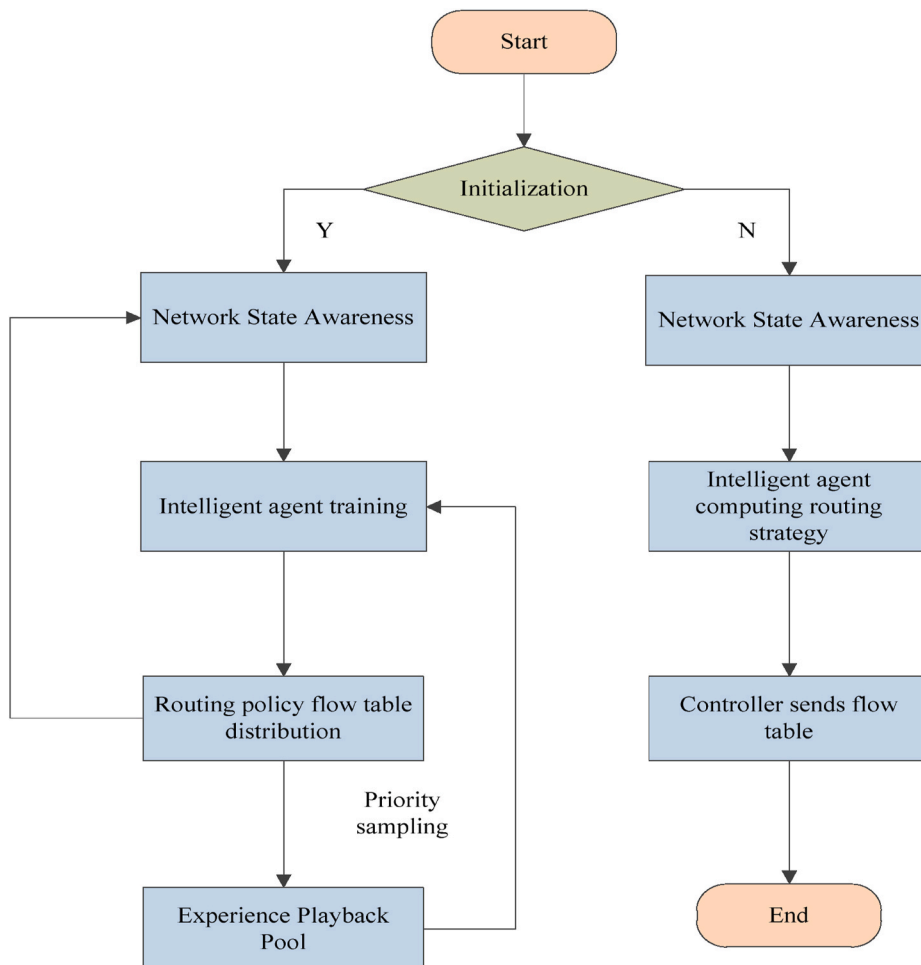 Start
Initialization
Y
N
Network State Awareness
Network State Awareness
Intelligent agent training
Intelligent agent
computing routing
strategy
Routing policy flow table
distribution
Controller sends flow
table
Priority
sampling
Experience Playback
Pool
End